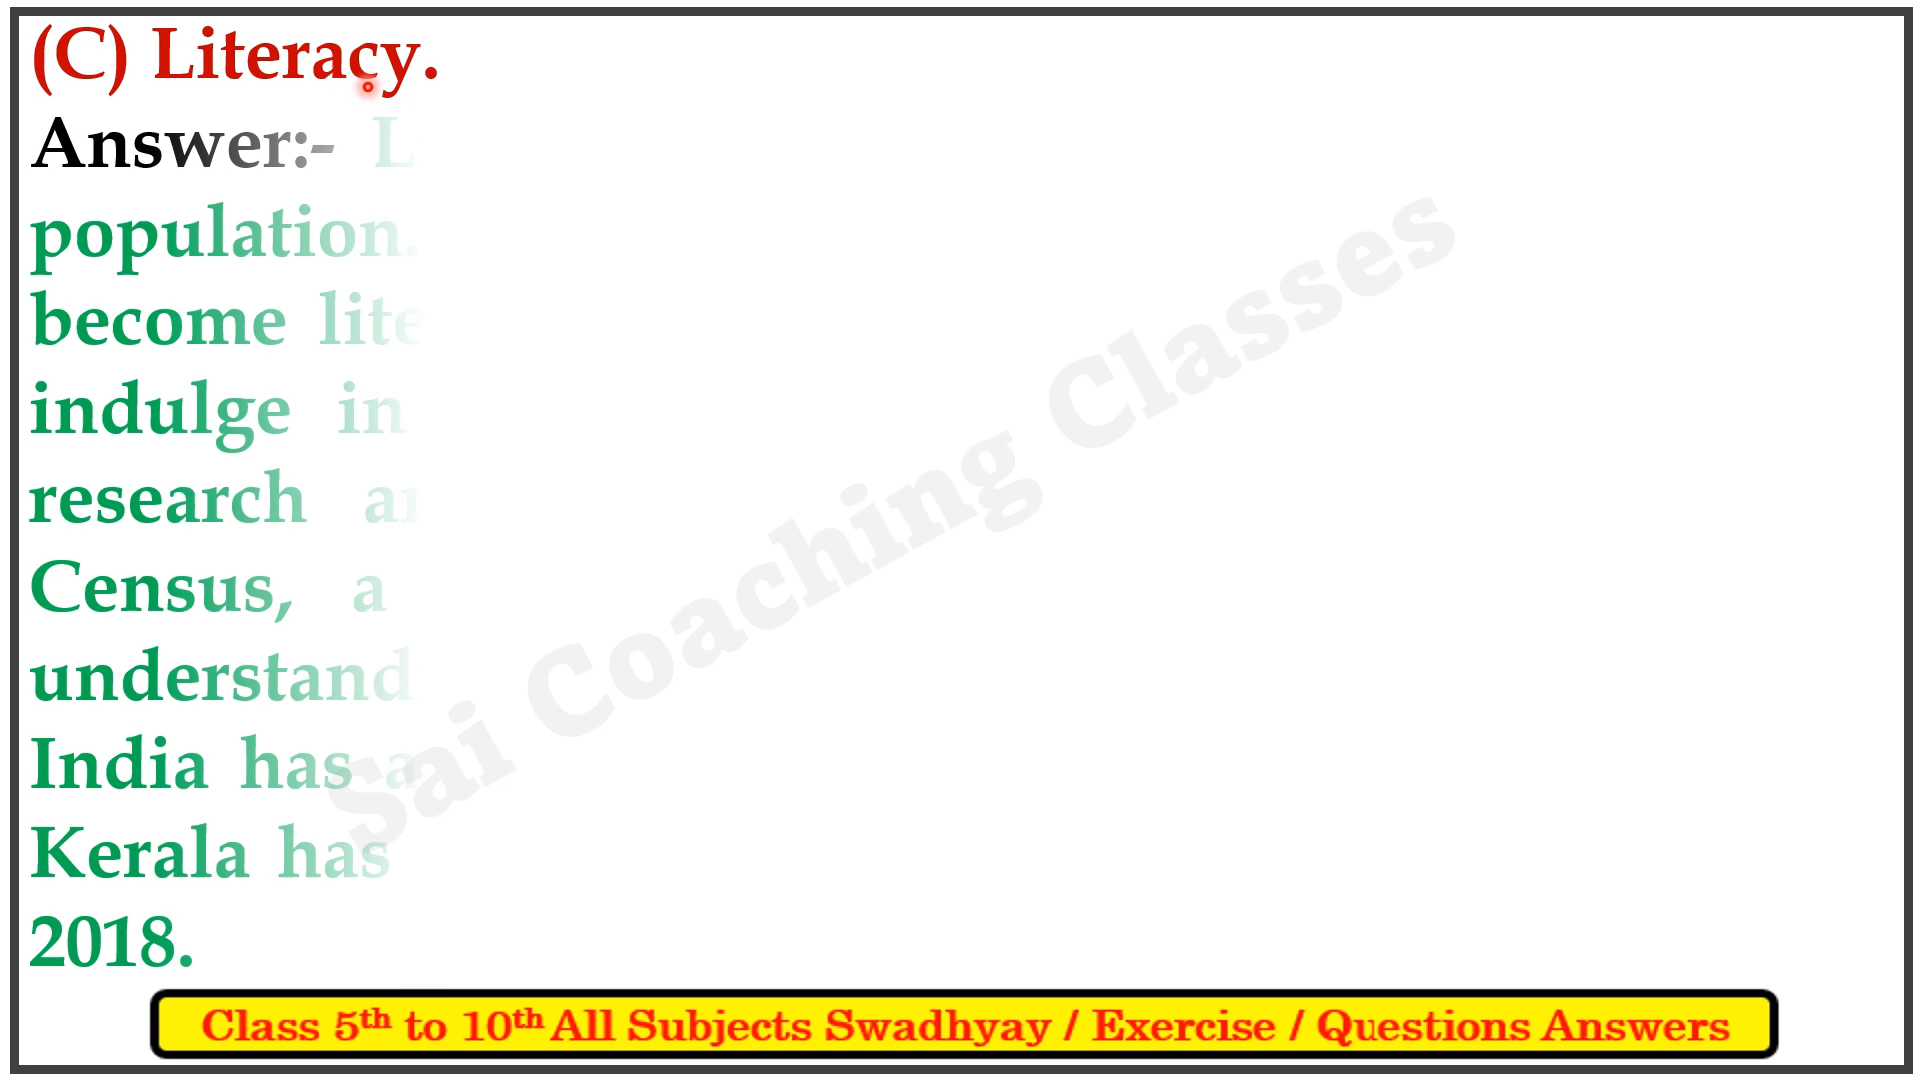 (C) Literacy.
Answer:-
population.
become
indulge in
research
Census, a
understand
India has a
Kerala has
2018.
Sai Coaching Classes
Class 5th to 10th All Subjects Swadhyay / Exercise / Questions Answers